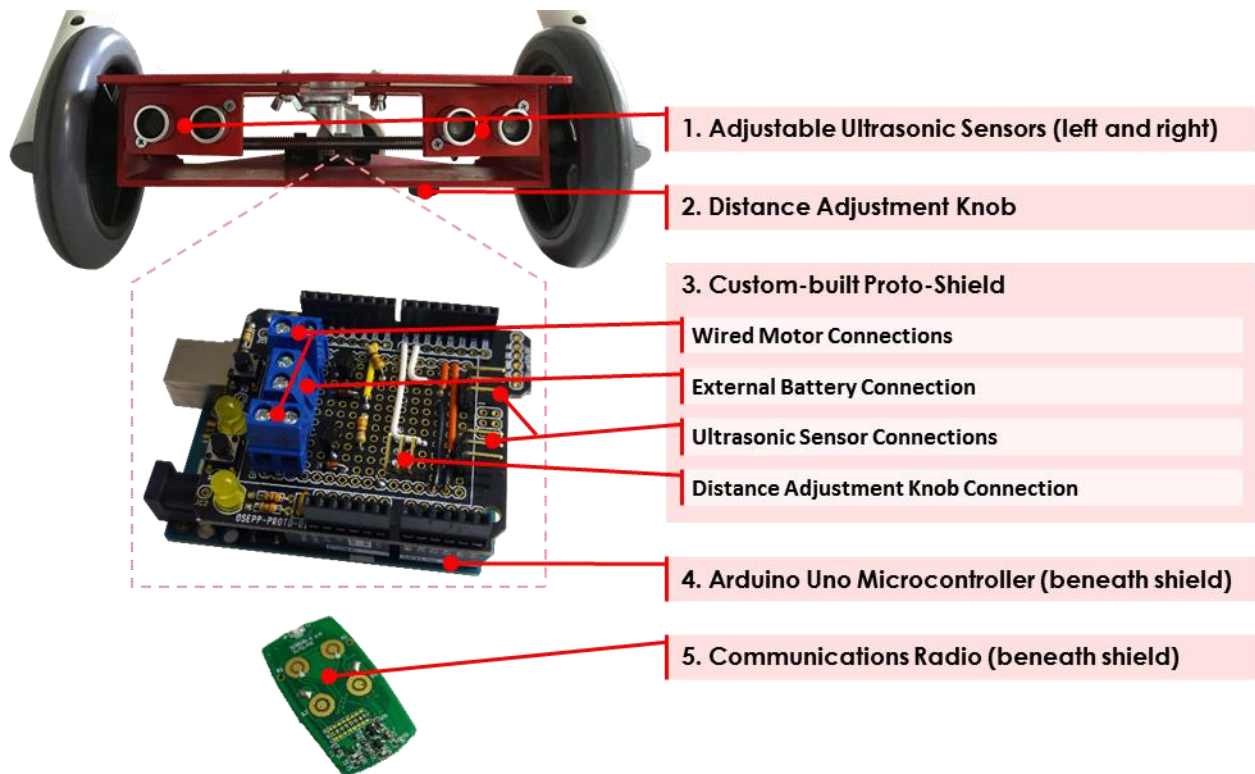 1. Adjustable Ultrasonic Sensors (left and right)
2. Distance Adjustment Knob
3. Custom-built Proto-Shield
Wired Motor Connections
External Battery Connection
Ultrasonic Sensor Connections
Distance Adjustment Knob Connection
OSEPP-PROTO-01
4. Arduino Uno Microcontroller (beneath shield)
5. Communications Radio (beneath shield)